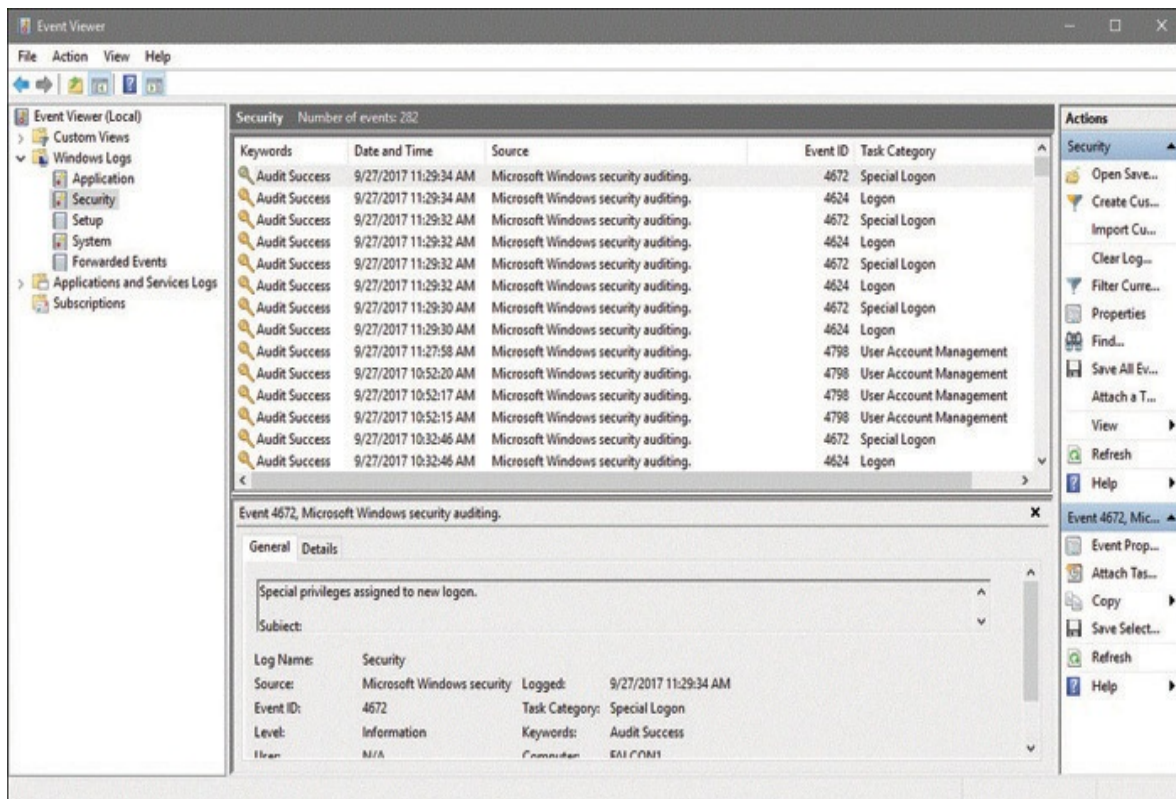 Event Viewer
File Action View Help
Event Viewer (Local)
Custom Views
Windows Logs
Application
Security
Setup
System
Forwarded Events
Applications and Services Logs
Subscriptions
Security Number of events: 282
Keywords Date and Time Source Event ID Task Category
Audit Success 9/27/2017 11:29:34 AM Microsoft Windows security auditing. 4672 Special Logon
Audit Success 9/27/2017 11:29:34 AM Microsoft Windows security auditing. 4624 Logon
Audit Success 9/27/2017 11:29:32 AM Microsoft Windows security auditing. 4672 Special Logon
Audit Success 9/27/2017 11:29:32 AM Microsoft Windows security auditing. 4624 Logon
Audit Success 9/27/2017 11:29:32 AM Microsoft Windows security auditing. 4672 Special Logon
Audit Success 9/27/2017 11:29:32 AM Microsoft Windows security auditing. 4624 Logon
Audit Success 9/27/2017 11:29:30 AM Microsoft Windows security auditing. 4672 Special Logon
Audit Success 9/27/2017 11:29:30 AM Microsoft Windows security auditing. 4624 Logon
Audit Success 9/27/2017 11:27:58 AM Microsoft Windows security auditing. 4798 User Account Management
Audit Success 9/27/2017 10:52:20 AM Microsoft Windows security auditing. 4798 User Account Management
Audit Success 9/27/2017 10:52:17 AM Microsoft Windows security auditing. 4798 User Account Management
Audit Success 9/27/2017 10:52:15 AM Microsoft Windows security auditing. 4798 User Account Management
Audit Success 9/27/2017 10:32:46 AM Microsoft Windows security auditing. 4672 Special Logon
Audit Success 9/27/2017 10:32:46 AM Microsoft Windows security auditing. 4624 Logon
Event 4672, Microsoft Windows security auditing.
General Details
Special privileges assigned to new logon.
Subject:
Log Name: Security
Source: Microsoft Windows security Logged: 9/27/2017 11:29:34 AM
Event ID: 4672 Task Category: Special Logon
Level: Information Keywords: Audit Success
User: N/A Computer: FALCON1
Actions
Security
Open Save...
Create Cus...
Import Cu...
Clear Log...
Filter Curre...
Properties
Find...
Save All Ev...
Attach a T...
View
Refresh
Help
Event 4672, Mic...
Event Prop...
Attach Tas...
Copy
Save Select...
Refresh
Help